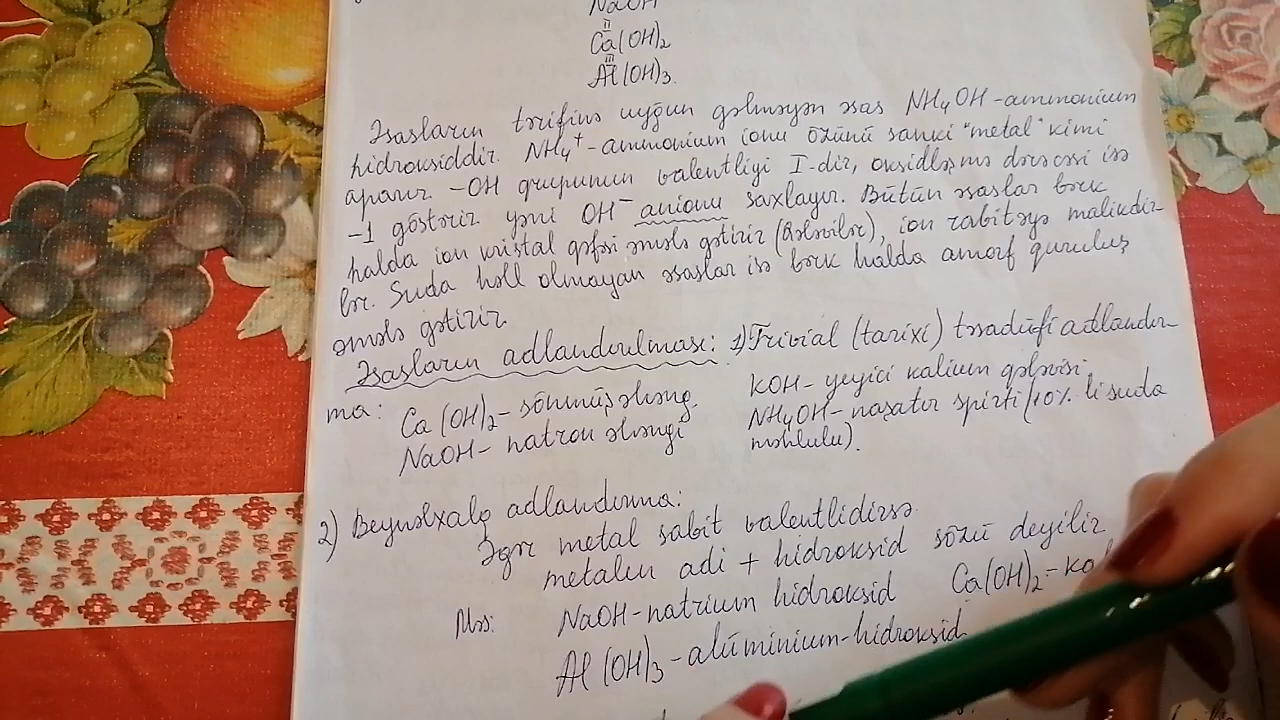 NaOH
II
Ca(OH)₂
III
Al(OH)₃.
Əsasların tərifinə uyğun gəlməyən əsas NH₄OH-ammonium
hidroksiddir. NH₄⁺-ammonium ionu özünü sanki "metal" kimi
aparır -OH qrupunun valentliyi I-dir, oksidləşmə dərəcəsi isə
-1 göstərir yəni OH⁻ anionu saxlayır. Bütün əsaslar bərk
halda ion kristal qəfəsi əmələ gətirir (Qələvilər), ion rabitəyə malikdir
lər. Suda həll olmayan əsaslar isə bərk halda amorf quruluş
əmələ gətirir.
Əsasların adlandırılması: 1) Trivial (tarixi) təsadüfi adlandır-
ma: Ca(OH)₂-sönmüş əhəng. KOH-yeyici kalium qələvisi.
NaOH-natron əhəngi NH₄OH-naşatır spirti (10%-li suda
məhlulu).
2) Beynəlxalq adlandırma:
Əgər metal sabit valentlidirsə
metalın adı + hidroksid sözü deyilir
Məs: NaOH-natrium hidroksid Ca(OH)₂-ka
Al(OH)₃-alüminium-hidroksid